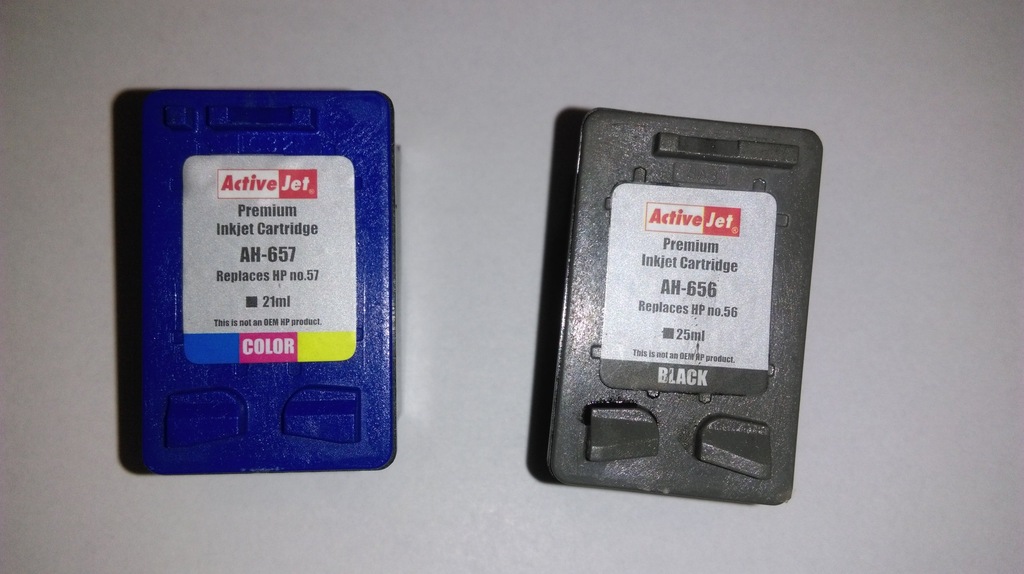 ActiveJet®
Premium
Inkjet Cartridge
AH-657
Replaces HP no.57
21ml
This is not an OEM HP product.
COLOR
ActiveJet®
Premium
Inkjet Cartridge
AH-656
Replaces HP no.56
25ml
This is not an OEM HP product.
BLACK